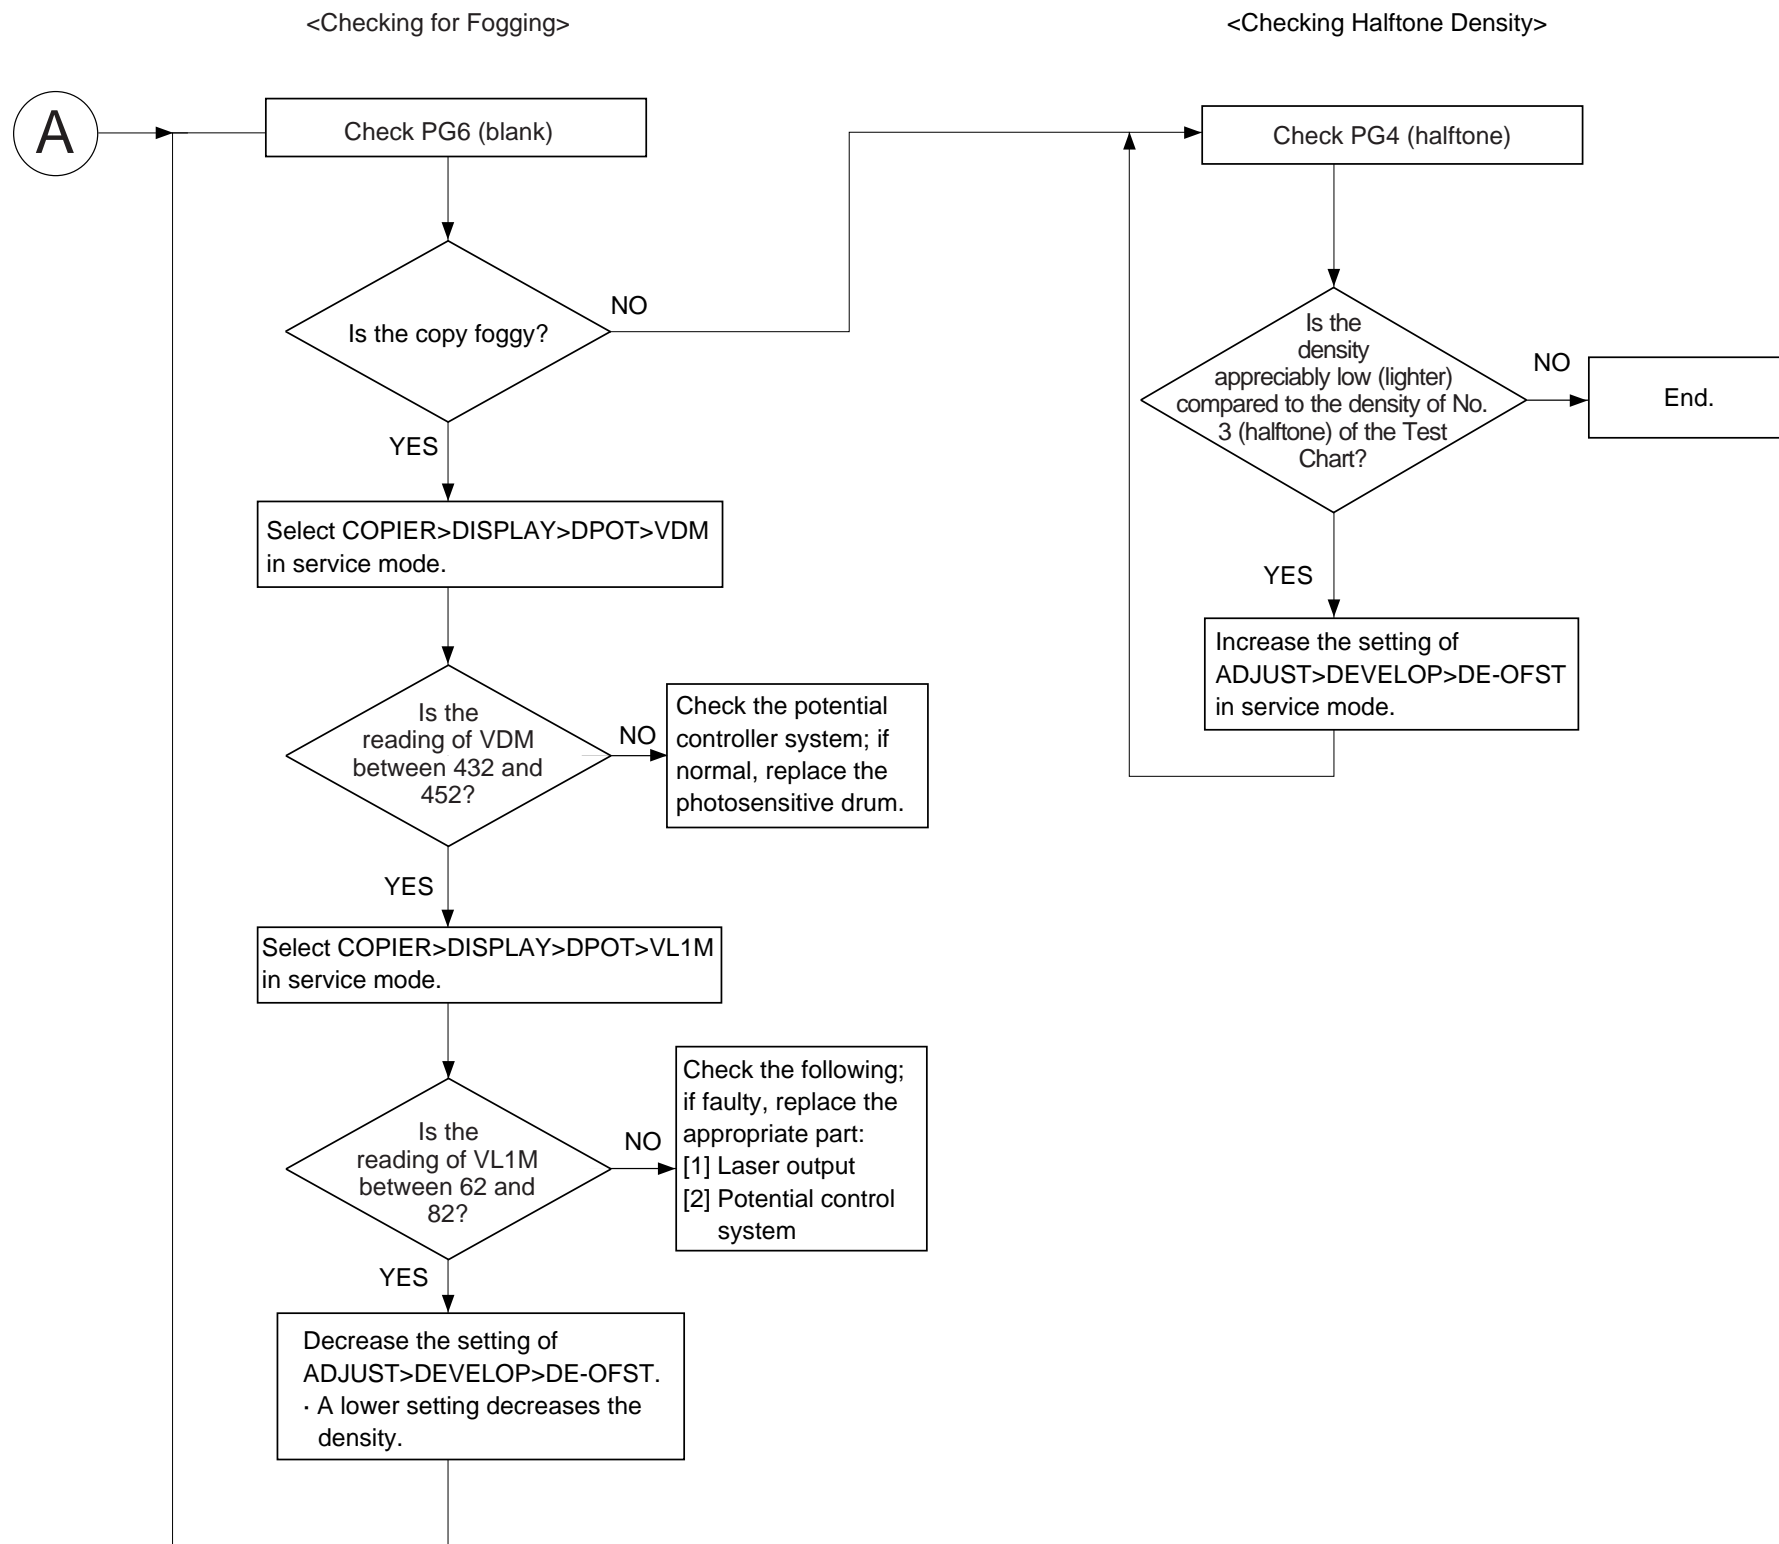 <Checking for Fogging>
A
Check PG6 (blank)
Is the copy foggy?
NO
YES
Select COPIER>DISPLAY>DPOT>VDM
in service mode.
Is the
reading of VDM
between 432 and
452?
NO
Check the potential
controller system; if
normal, replace the
photosensitive drum.
YES
Select COPIER>DISPLAY>DPOT>VL1M
in service mode.
Is the
reading of VL1M
between 62 and
82?
NO
Check the following;
if faulty, replace the
appropriate part:
[1] Laser output
[2] Potential control
system
YES
Decrease the setting of
ADJUST>DEVELOP>DE-OFST.
· A lower setting decreases the
density.
<Checking Halftone Density>
Check PG4 (halftone)
Is the
density
appreciably low (lighter)
compared to the density of No.
3 (halftone) of the Test
Chart?
NO
End.
YES
Increase the setting of
ADJUST>DEVELOP>DE-OFST
in service mode.